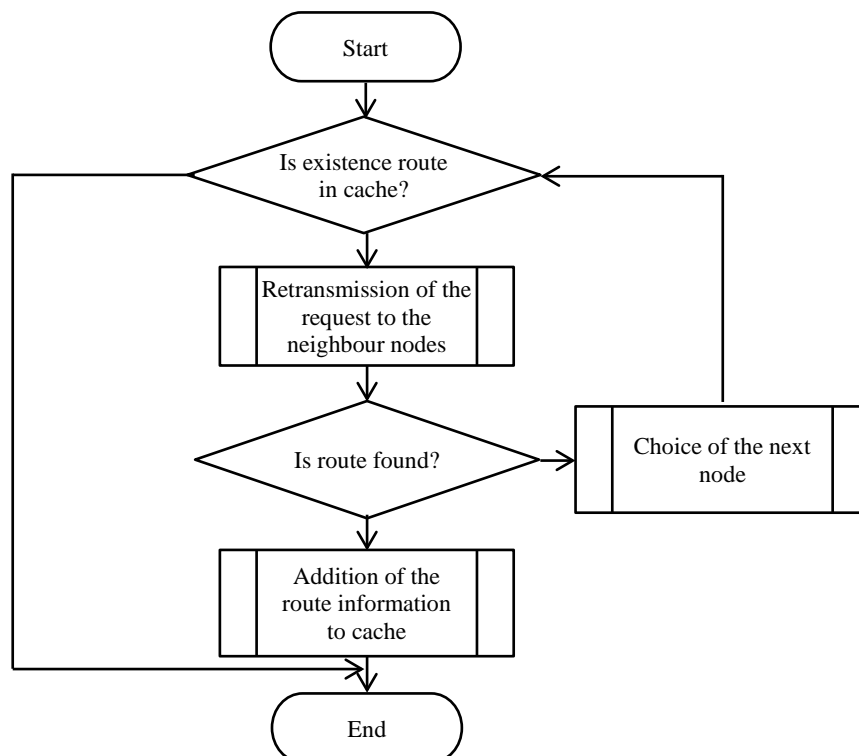 Start
Is existence route
in cache?
Retransmission of the
request to the
neighbour nodes
Is route found?
Choice of the next
node
Addition of the
route information
to cache
End